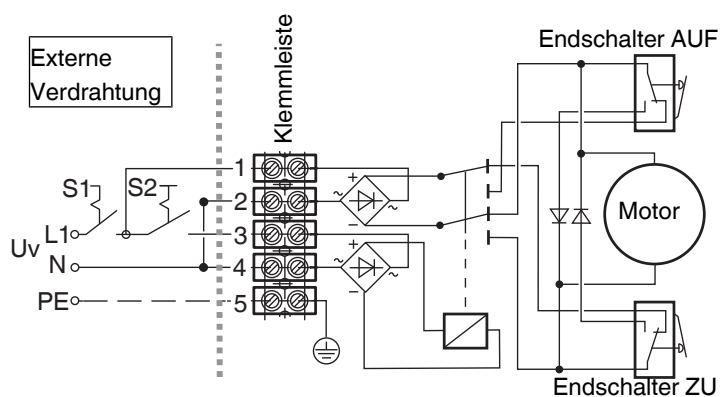 Externe
Verdrahtung
Klemmleiste
Endschalter AUF
S1
S2
1
2
3
4
5
L1
Uv
N
PE
+
~
~
−
+
~
~
−
Motor
Endschalter ZU